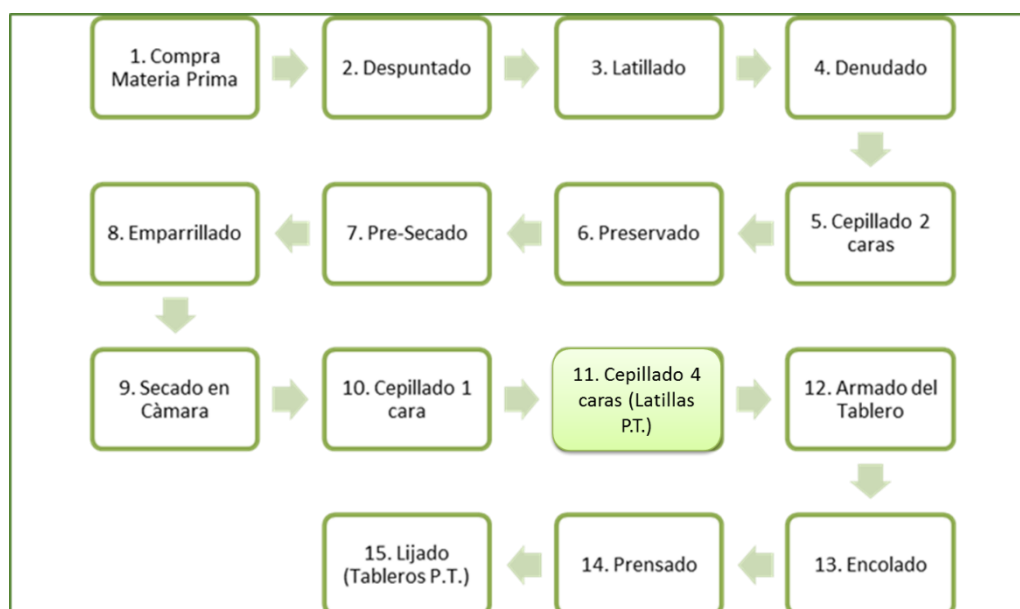 1. Compra
Materia Prima
2. Despuntado
3. Latillado
4. Denudado
5. Cepillado 2
caras
6. Preservado
7. Pre-Secado
8. Emparrillado
9. Secado en
Càmara
10. Cepillado 1
cara
11. Cepillado 4
caras (Latillas
P.T.)
12. Armado del
Tablero
13. Encolado
14. Prensado
15. Lijado
(Tableros P.T.)